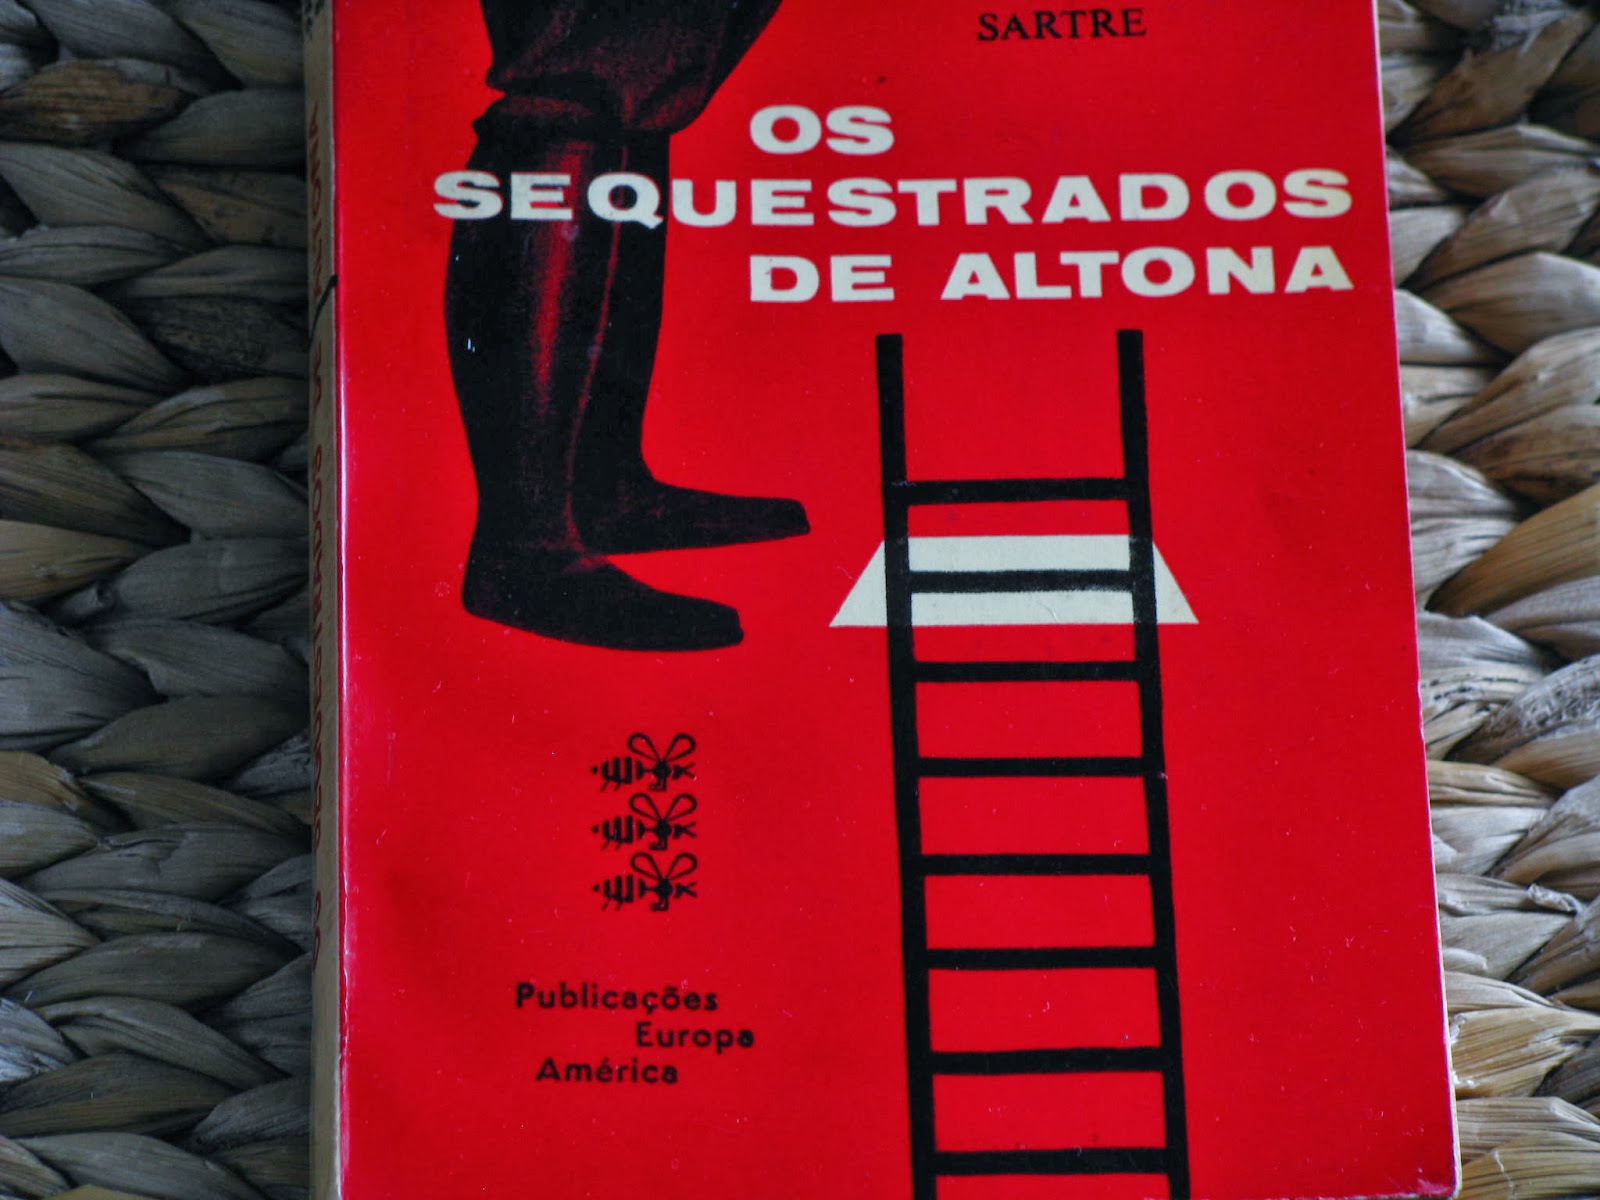 SARTRE
OS
SEQUESTRADOS
DE ALTONA
Publicações
Europa
América